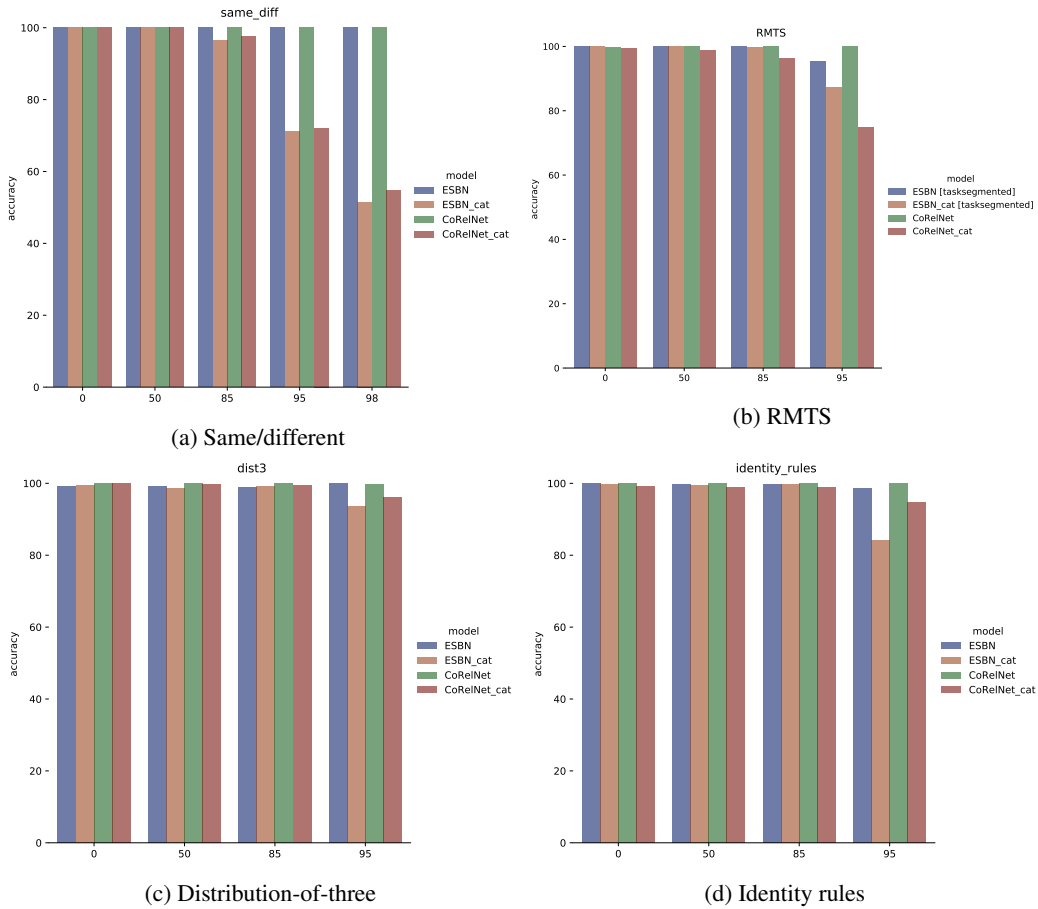 same_diff
100
80
60
40
20
0
accuracy
0 50 85 95 98
model
ESBN
ESBN_cat
CoRelNet
CoRelNet_cat
(a) Same/different
RMTS
100
80
60
40
20
0
accuracy
0 50 85 95
model
ESBN [tasksegmented]
ESBN_cat [tasksegmented]
CoRelNet
CoRelNet_cat
(b) RMTS
dist3
100
80
60
40
20
0
accuracy
0 50 85 95
model
ESBN
ESBN_cat
CoRelNet
CoRelNet_cat
(c) Distribution-of-three
identity_rules
100
80
60
40
20
0
accuracy
0 50 85 95
model
ESBN
ESBN_cat
CoRelNet
CoRelNet_cat
(d) Identity rules